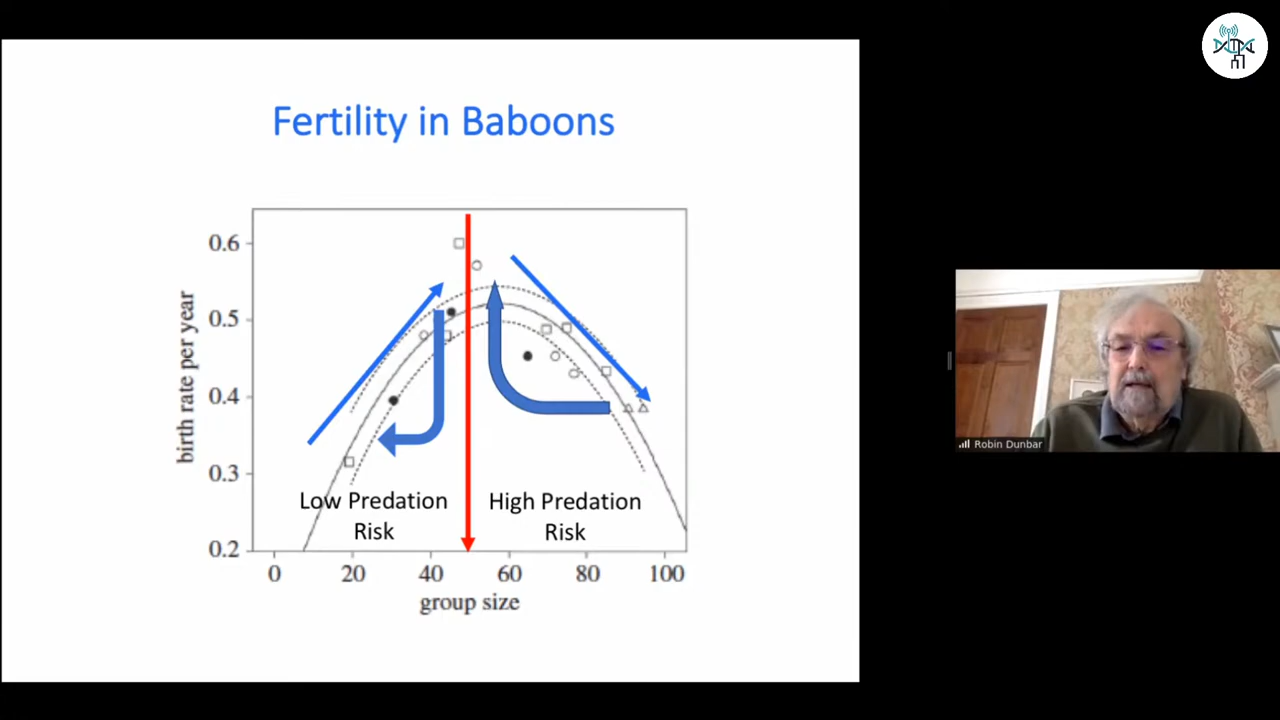 Fertility in Baboons
0.6
0.5
0.4
0.3
0.2
birth rate per year
Low Predation
Risk
High Predation
Risk
0
20
40
60
80
100
group size
Robin Dunbar